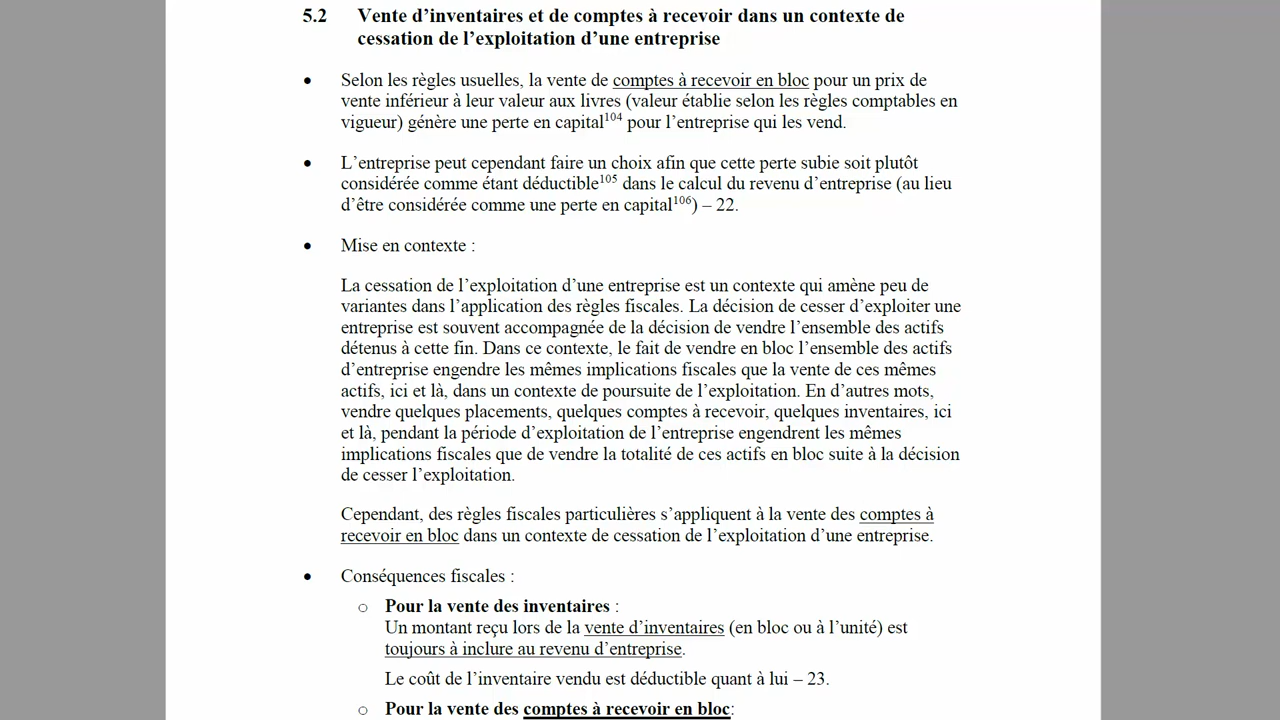 5.2 Vente d’inventaires et de comptes à recevoir dans un contexte de
cessation de l’exploitation d’une entreprise
• Selon les règles usuelles, la vente de comptes à recevoir en bloc pour un prix de
vente inférieur à leur valeur aux livres (valeur établie selon les règles comptables en
vigueur) génère une perte en capital104 pour l’entreprise qui les vend.
• L’entreprise peut cependant faire un choix afin que cette perte subie soit plutôt
considérée comme étant déductible105 dans le calcul du revenu d’entreprise (au lieu
d’être considérée comme une perte en capital106) – 22.
• Mise en contexte :
La cessation de l’exploitation d’une entreprise est un contexte qui amène peu de
variantes dans l’application des règles fiscales. La décision de cesser d’exploiter une
entreprise est souvent accompagnée de la décision de vendre l’ensemble des actifs
détenus à cette fin. Dans ce contexte, le fait de vendre en bloc l’ensemble des actifs
d’entreprise engendre les mêmes implications fiscales que la vente de ces mêmes
actifs, ici et là, dans un contexte de poursuite de l’exploitation. En d’autres mots,
vendre quelques placements, quelques comptes à recevoir, quelques inventaires, ici
et là, pendant la période d’exploitation de l’entreprise engendrent les mêmes
implications fiscales que de vendre la totalité de ces actifs en bloc suite à la décision
de cesser l’exploitation.
Cependant, des règles fiscales particulières s’appliquent à la vente des comptes à
recevoir en bloc dans un contexte de cessation de l’exploitation d’une entreprise.
• Conséquences fiscales :
○ Pour la vente des inventaires :
Un montant reçu lors de la vente d’inventaires (en bloc ou à l’unité) est
toujours à inclure au revenu d’entreprise.
Le coût de l’inventaire vendu est déductible quant à lui – 23.
○ Pour la vente des comptes à recevoir en bloc: